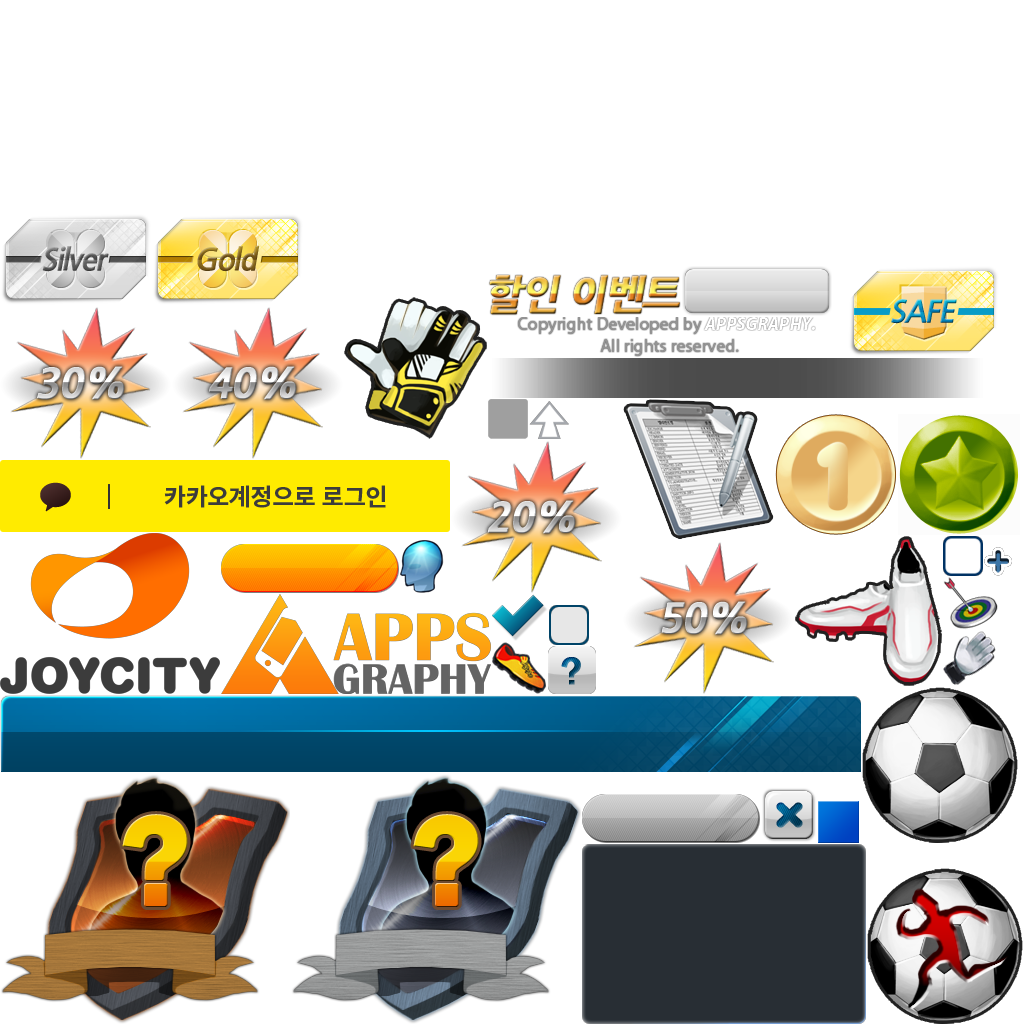 Silver
Gold
할인 이벤트
Copyright Developed by APPSGRAPHY.
All rights reserved.
SAFE
30%
40%
1
카카오계정으로 로그인
20%
50%
JOYCITY
APPS
GRAPHY
?
?
?